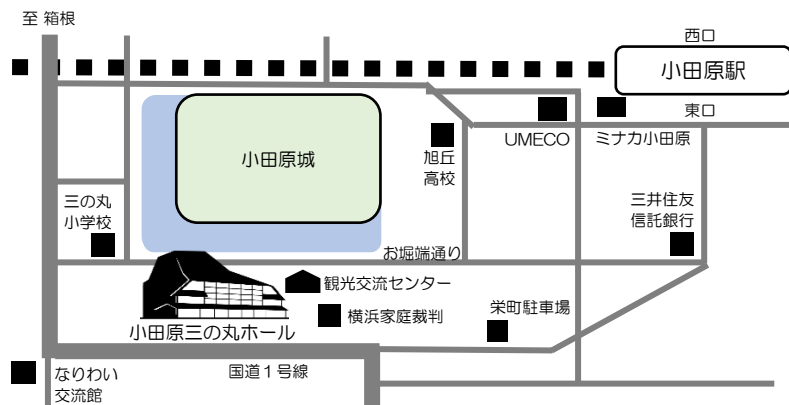 至 箱根
西口
小田原駅
東口
UMECO
ミナカ小田原
小田原城
旭丘
高校
三の丸
小学校
三井住友
信託銀行
お堀端通り
観光交流センター
横浜家庭裁判
栄町駐車場
小田原三の丸ホール
国道1号線
なりわい
交流館